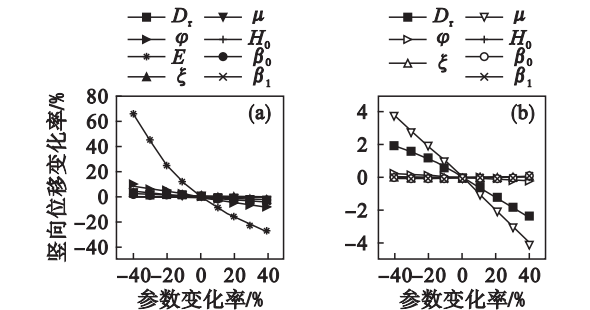 D_r μ
φ H_0
E β_0
ξ β_1
(a)
竖向位移变化率/%
80
60
40
20
0
−20
−40
−40 −20 0 20 40
参数变化率/%
D_r μ
φ H_0
ξ β_0
β_1
(b)
4
2
0
−2
−4
−40 −20 0 20 40
参数变化率/%